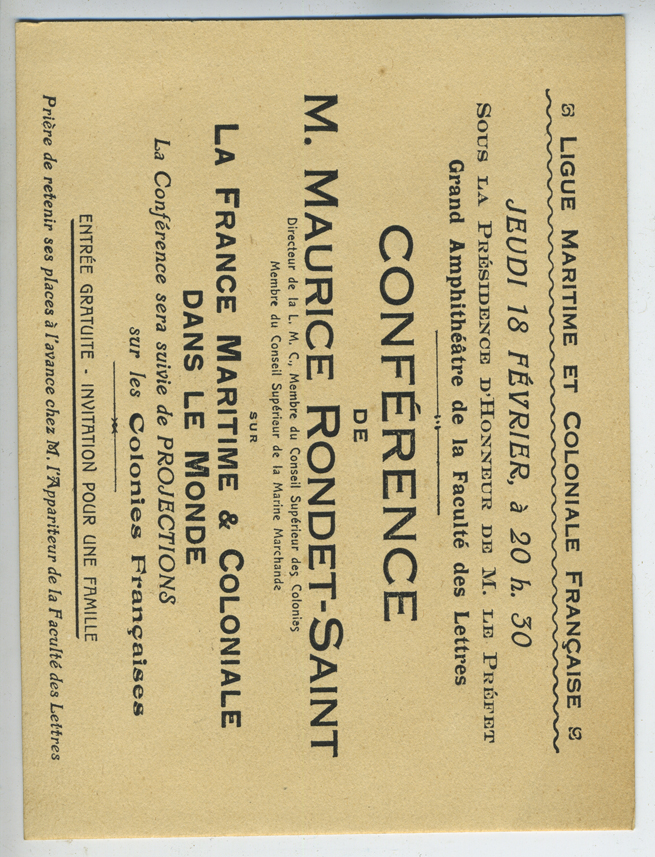 LIGUE MARITIME ET COLONIALE FRANÇAISE
JEUDI 18 FÉVRIER, à 20 h. 30
SOUS LA PRÉSIDENCE D'HONNEUR DE M. LE PRÉFET
Grand Amphithéâtre de la Faculté des Lettres
CONFÉRENCE
DE
M. MAURICE RONDET-SAINT
Directeur de la L. M. C., Membre du Conseil Supérieur des Colonies
Membre du Conseil Supérieur de la Marine Marchande
SUR
LA FRANCE MARITIME & COLONIALE
DANS LE MONDE
La Conférence sera suivie de PROJECTIONS
sur les Colonies Françaises
ENTRÉE GRATUITE - INVITATION POUR UNE FAMILLE
Prière de retenir ses places à l'avance chez M. l'Appariteur de la Faculté des Lettres